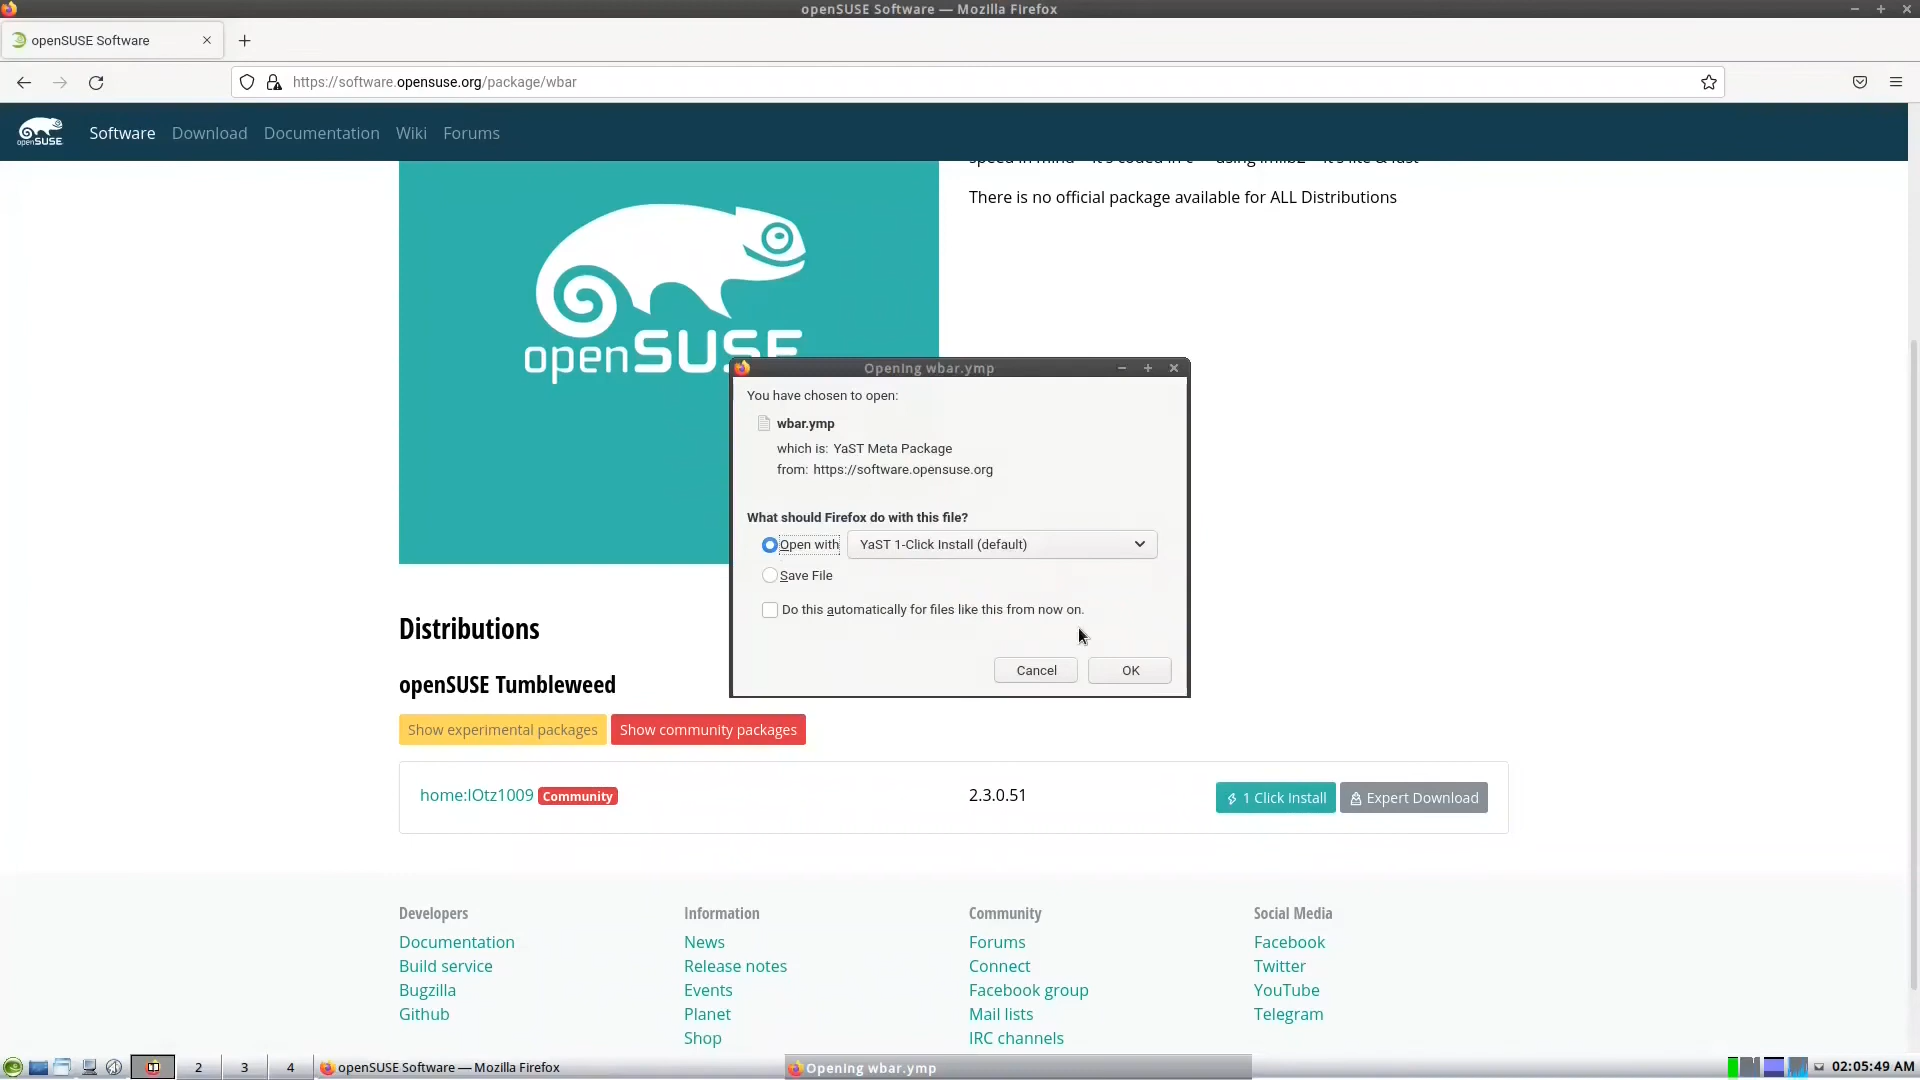 openSUSE Software — Mozilla Firefox
openSUSE Software
https://software.opensuse.org/package/wbar
openSUSE
Software
Download
Documentation
Wiki
Forums
There is no official package available for ALL Distributions
openSUSE
Opening wbar.ymp
You have chosen to open:
wbar.ymp
which is: YaST Meta Package
from: https://software.opensuse.org
What should Firefox do with this file?
Open with
YaST 1-Click Install (default)
Save File
Do this automatically for files like this from now on.
Cancel
OK
Distributions
openSUSE Tumbleweed
Show experimental packages
Show community packages
Community
2.3.0.51
1 Click Install
Expert Download
Developers
Documentation
Build service
Bugzilla
Github
Information
News
Release notes
Events
Planet
Shop
Community
Forums
Connect
Facebook group
Mail lists
IRC channels
Social Media
Facebook
Twitter
YouTube
Telegram
2
3
4
openSUSE Software — Mozilla Firefox
Opening wbar.ymp
02:05:49 AM